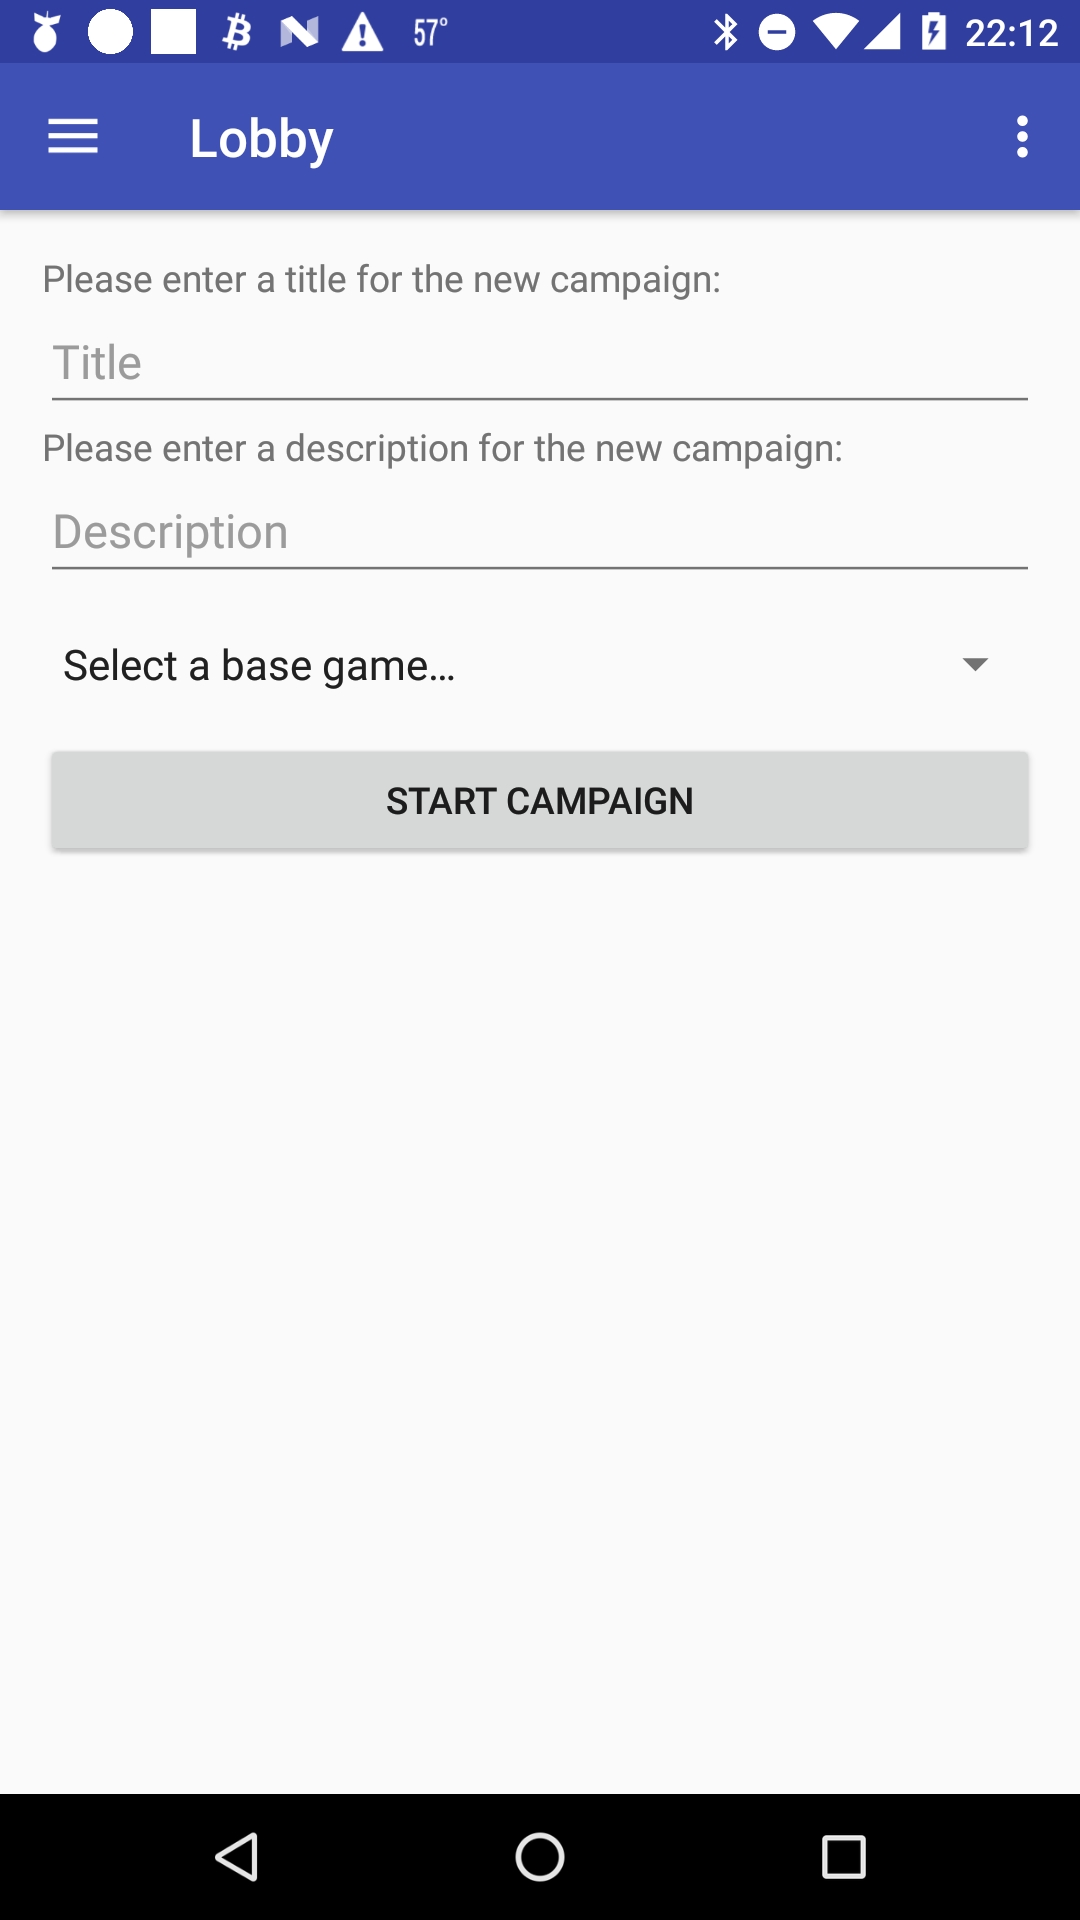 57° 22:12
Lobby
Please enter a title for the new campaign:
Title
Please enter a description for the new campaign:
Description
Select a base game...
START CAMPAIGN